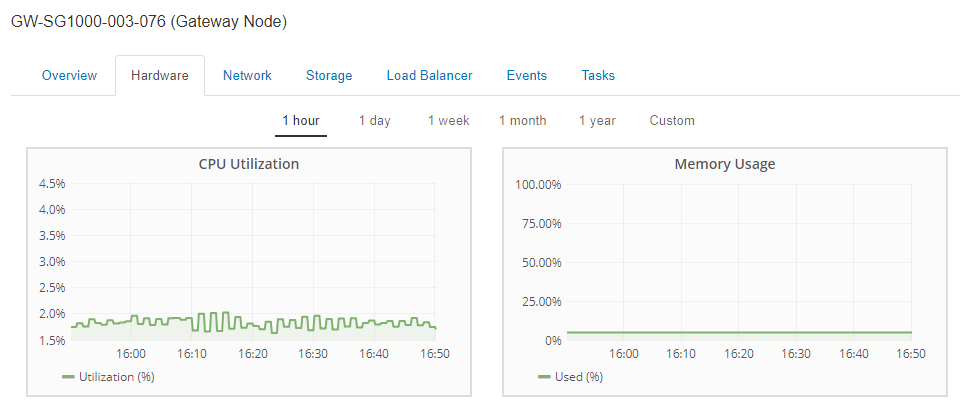 GW-SG1000-003-076 (Gateway Node)
Overview Hardware Network Storage Load Balancer Events Tasks
1 hour 1 day 1 week 1 month 1 year Custom
CPU Utilization
4.5%
4.0%
3.5%
3.0%
2.5%
2.0%
1.5%
16:00 16:10 16:20 16:30 16:40 16:50
Utilization (%)
Memory Usage
100.00%
75.00%
50.00%
25.00%
0%
16:00 16:10 16:20 16:30 16:40 16:50
Used (%)